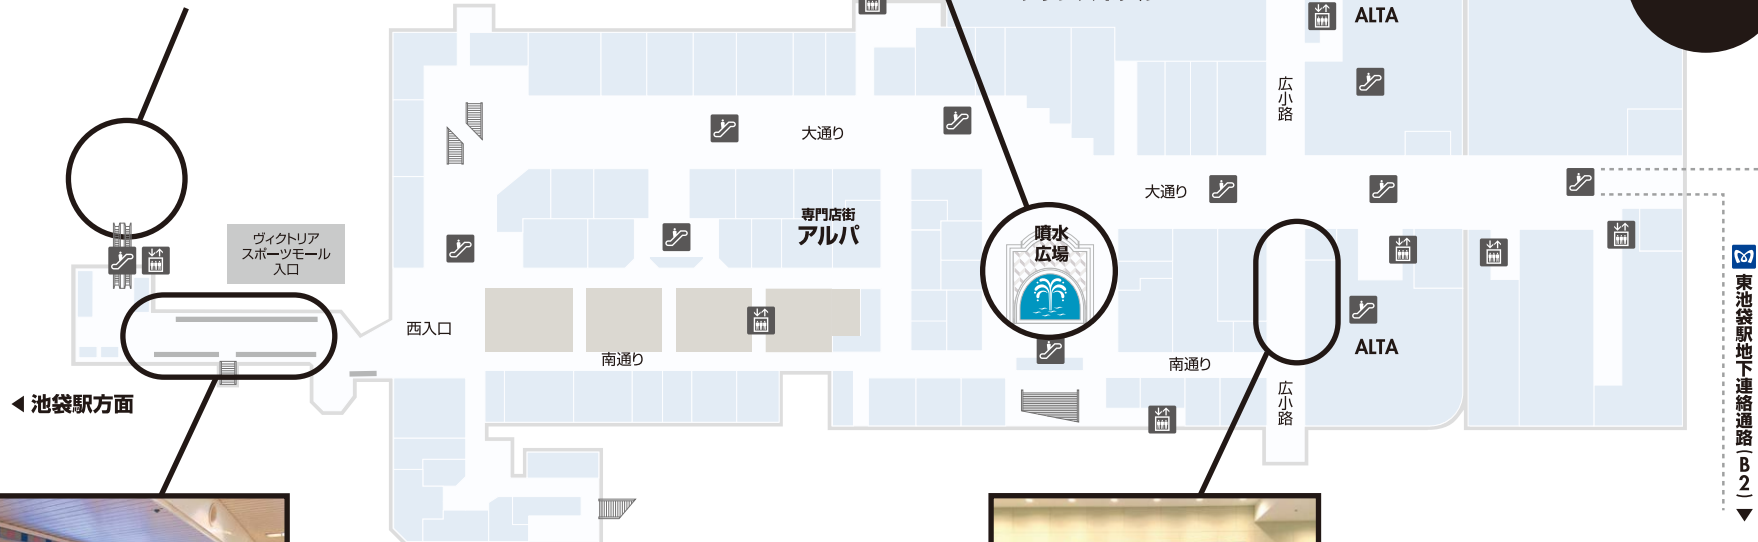 ALTA
広小路
大通り
大通り
専門店街
アルパ
噴水
広場
ヴィクトリア
スポーツモール
入口
西入口
南通り
南通り
ALTA
広小路
池袋駅方面
東池袋駅地下連絡通路(B2)